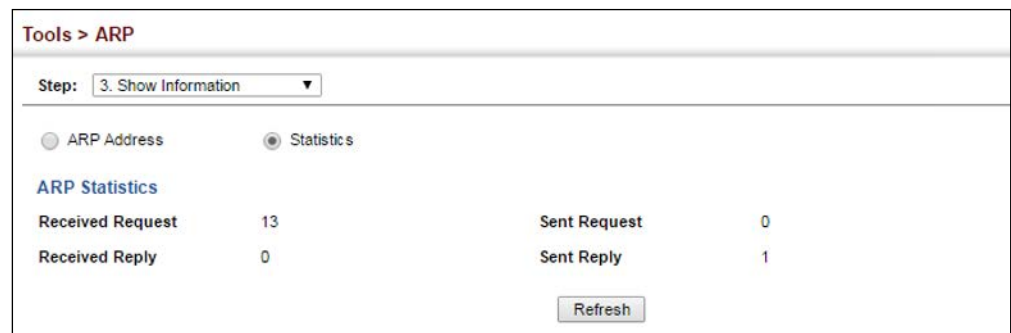 Tools > ARP
Step: 3. Show Information
ARP Address Statistics
ARP Statistics
Received Request 13 Sent Request 0
Received Reply 0 Sent Reply 1
Refresh